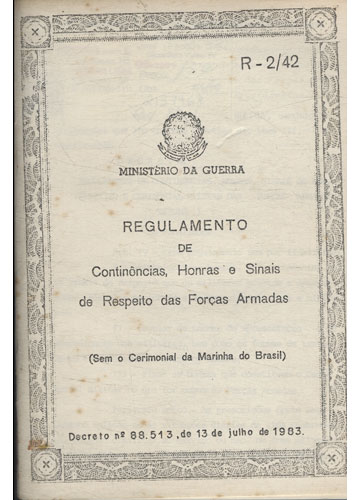 R-2/42
MINISTÉRIO DA GUERRA
REGULAMENTO
DE
Continências, Honras e Sinais
de Respeito das Forças Armadas
(Sem o Cerimonial da Marinha do Brasil)
Decreto nº 88.513, de 13 de julho de 1983.